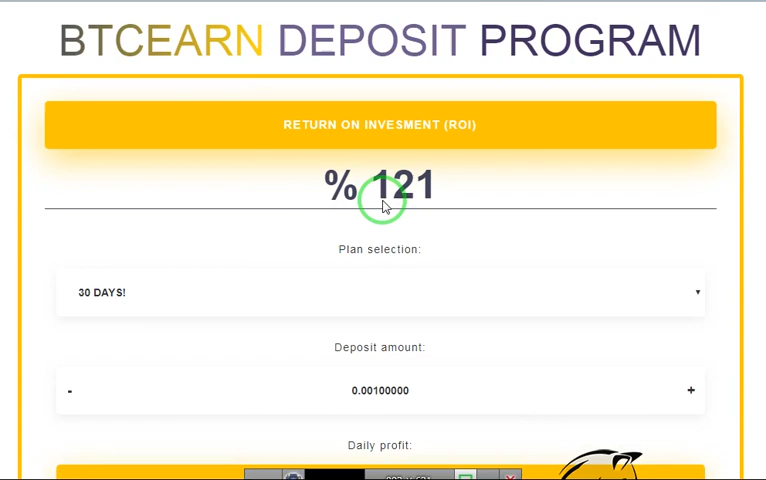 BTCEARN DEPOSIT PROGRAM
RETURN ON INVESMENT (ROI)
% 121
Plan selection:
30 DAYS!
Deposit amount:
- 0.00100000 +
Daily profit: